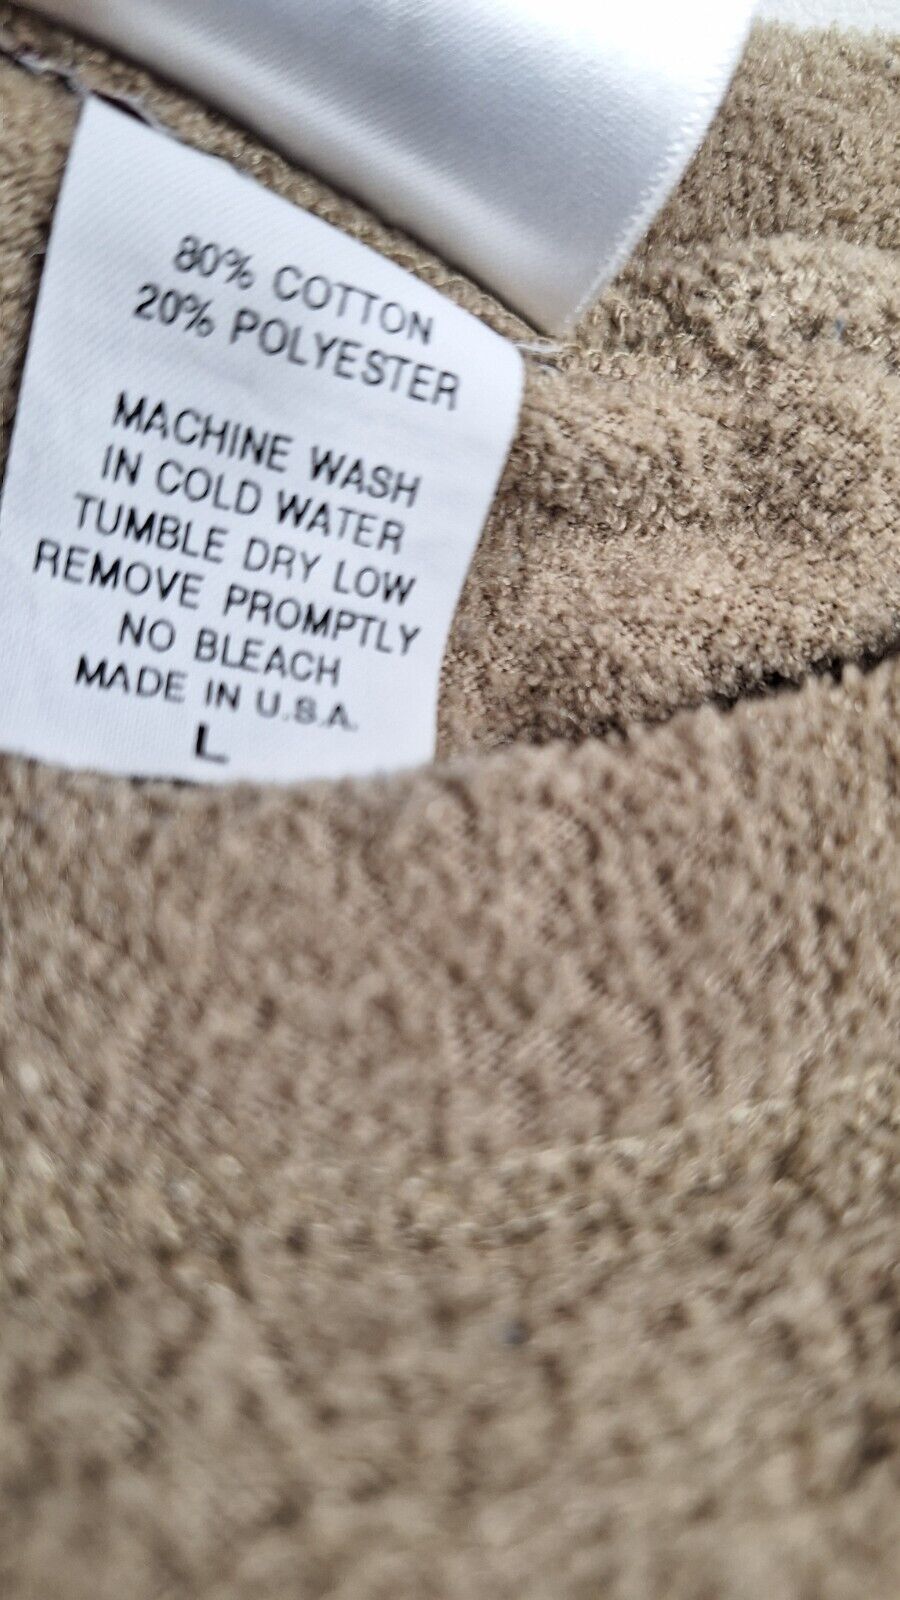 80% COTTON
20% POLYESTER
MACHINE WASH
IN COLD WATER
TUMBLE DRY LOW
REMOVE PROMPTLY
NO BLEACH
MADE IN U.S.A.
L